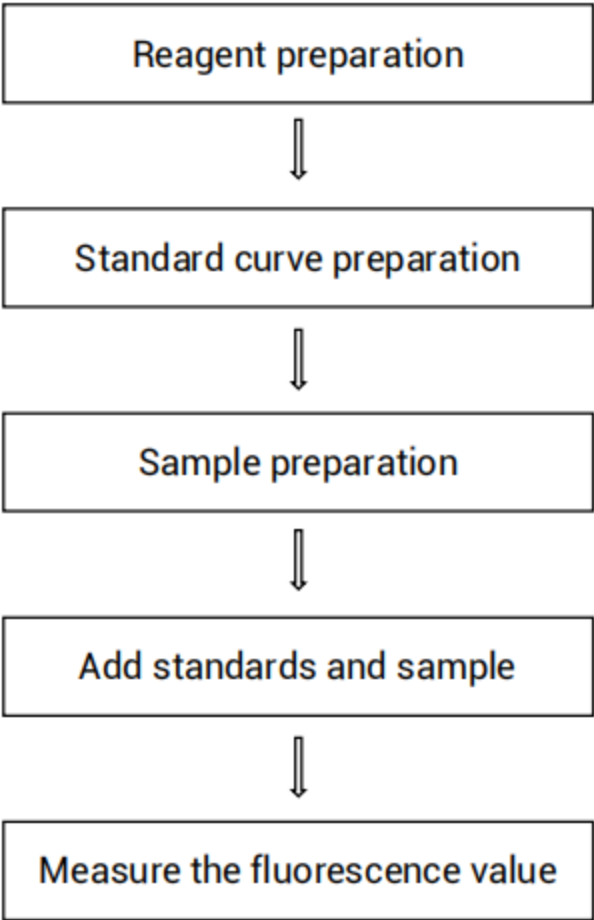 Reagent preparation
Standard curve preparation
Sample preparation
Add standards and sample
Measure the fluorescence value